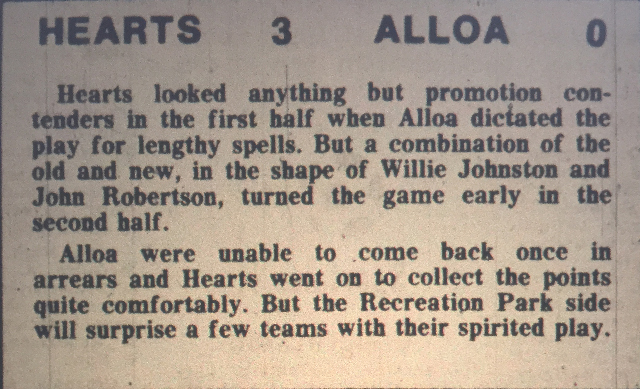 HEARTS 3 ALLOA 0
Hearts looked anything but promotion con-
tenders in the first half when Alloa dictated the
play for lengthy spells. But a combination of the
old and new, in the shape of Willie Johnston and
John Robertson, turned the game early in the
second half.
Alloa were unable to come back once in
arrears and Hearts went on to collect the points
quite comfortably. But the Recreation Park side
will surprise a few teams with their spirited play.